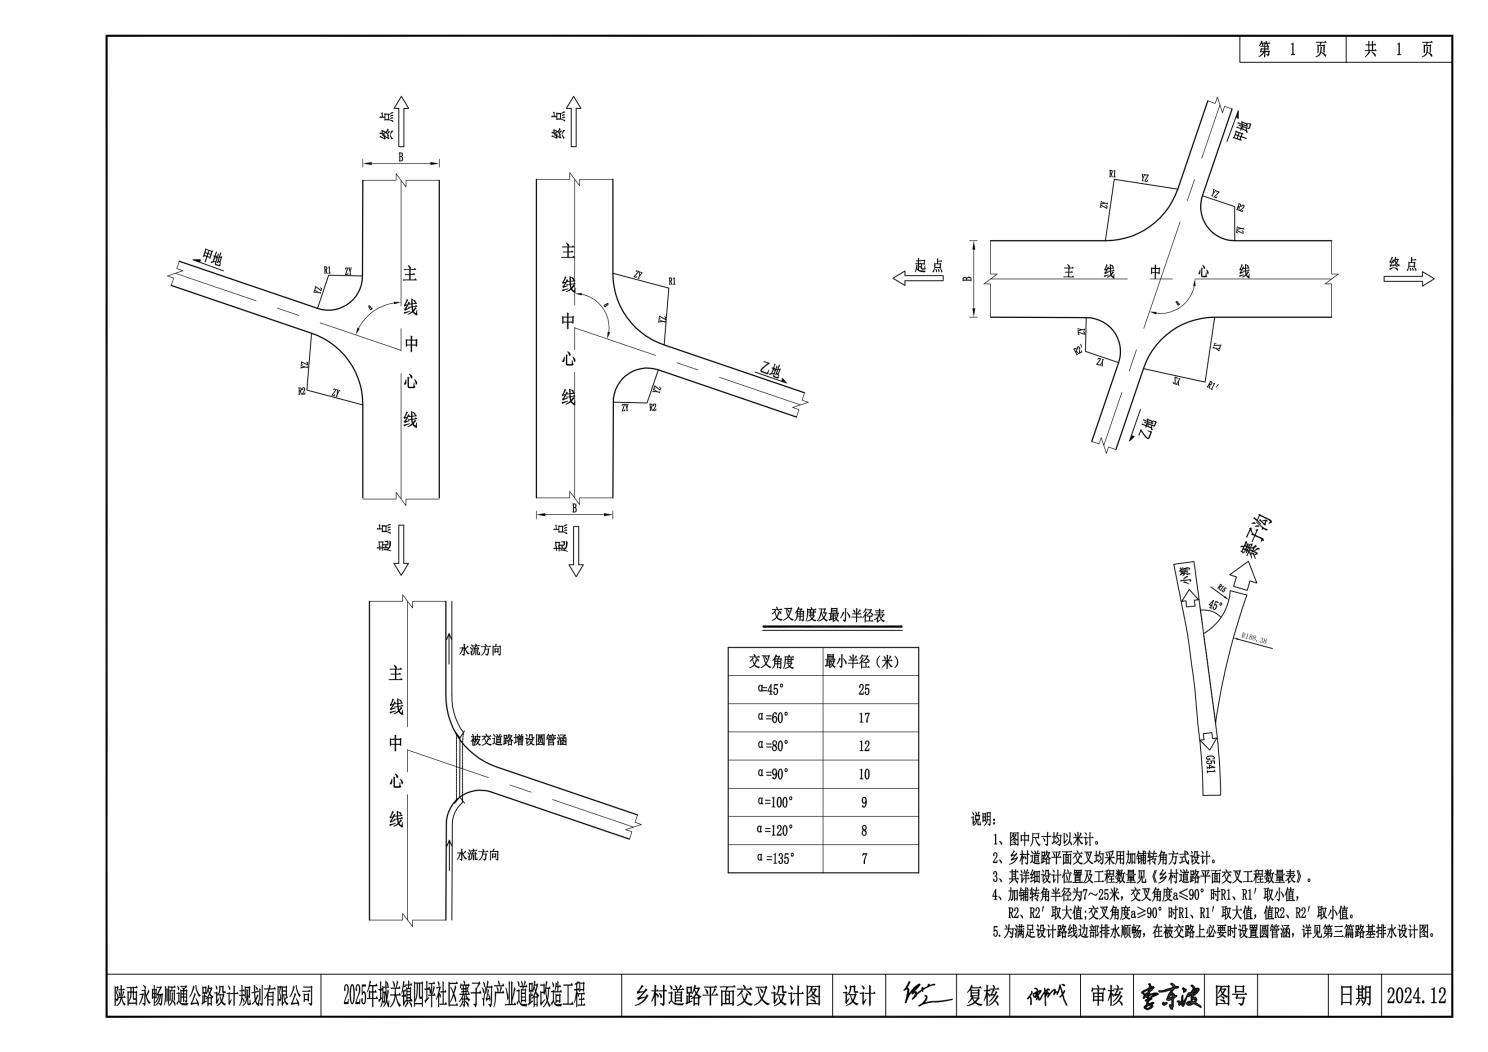 第 1 页 共 1 页
终 点
B
甲地
R1 ZY
YZ
a
YZ
R2 ZY
主线中心线
起 点
终 点
主线中心线
ZY R1
YZ
a
乙地
YZ
ZY R2
B
起 点
甲地
R1 YZ
ZY
YZ R2
ZY
起 点
B
主 线 中 心 线
终 点
a
ZY
R2′ YZ
ZY
YZ R1′
乙地
水流方向
主线中心线
被交道路增设圆管涵
水流方向
交叉角度及最小半径表
交叉角度 最小半径（米）
α=45° 25
α=60° 17
α=80° 12
α=90° 10
α=100° 9
α=120° 8
α=135° 7
寨子沟
小湾
R15
45°
R188.38
G541
说明：
1、图中尺寸均以米计。
2、乡村道路平面交叉均采用加铺转角方式设计。
3、其详细设计位置及工程数量见《乡村道路平面交叉工程数量表》。
4、加铺转角半径为7～25米，交叉角度a≤90°时R1、R1′取小值，
R2、R2′取大值;交叉角度a≥90°时R1、R1′取大值，值R2、R2′取小值。
5.为满足设计路线边部排水顺畅，在被交路上必要时设置圆管涵，详见第三篇路基排水设计图。
陕西永畅顺通公路设计规划有限公司 2025年城关镇四坪社区寨子沟产业道路改造工程 乡村道路平面交叉设计图 设计 复核 审核 李东波 图号 日期 2024.12